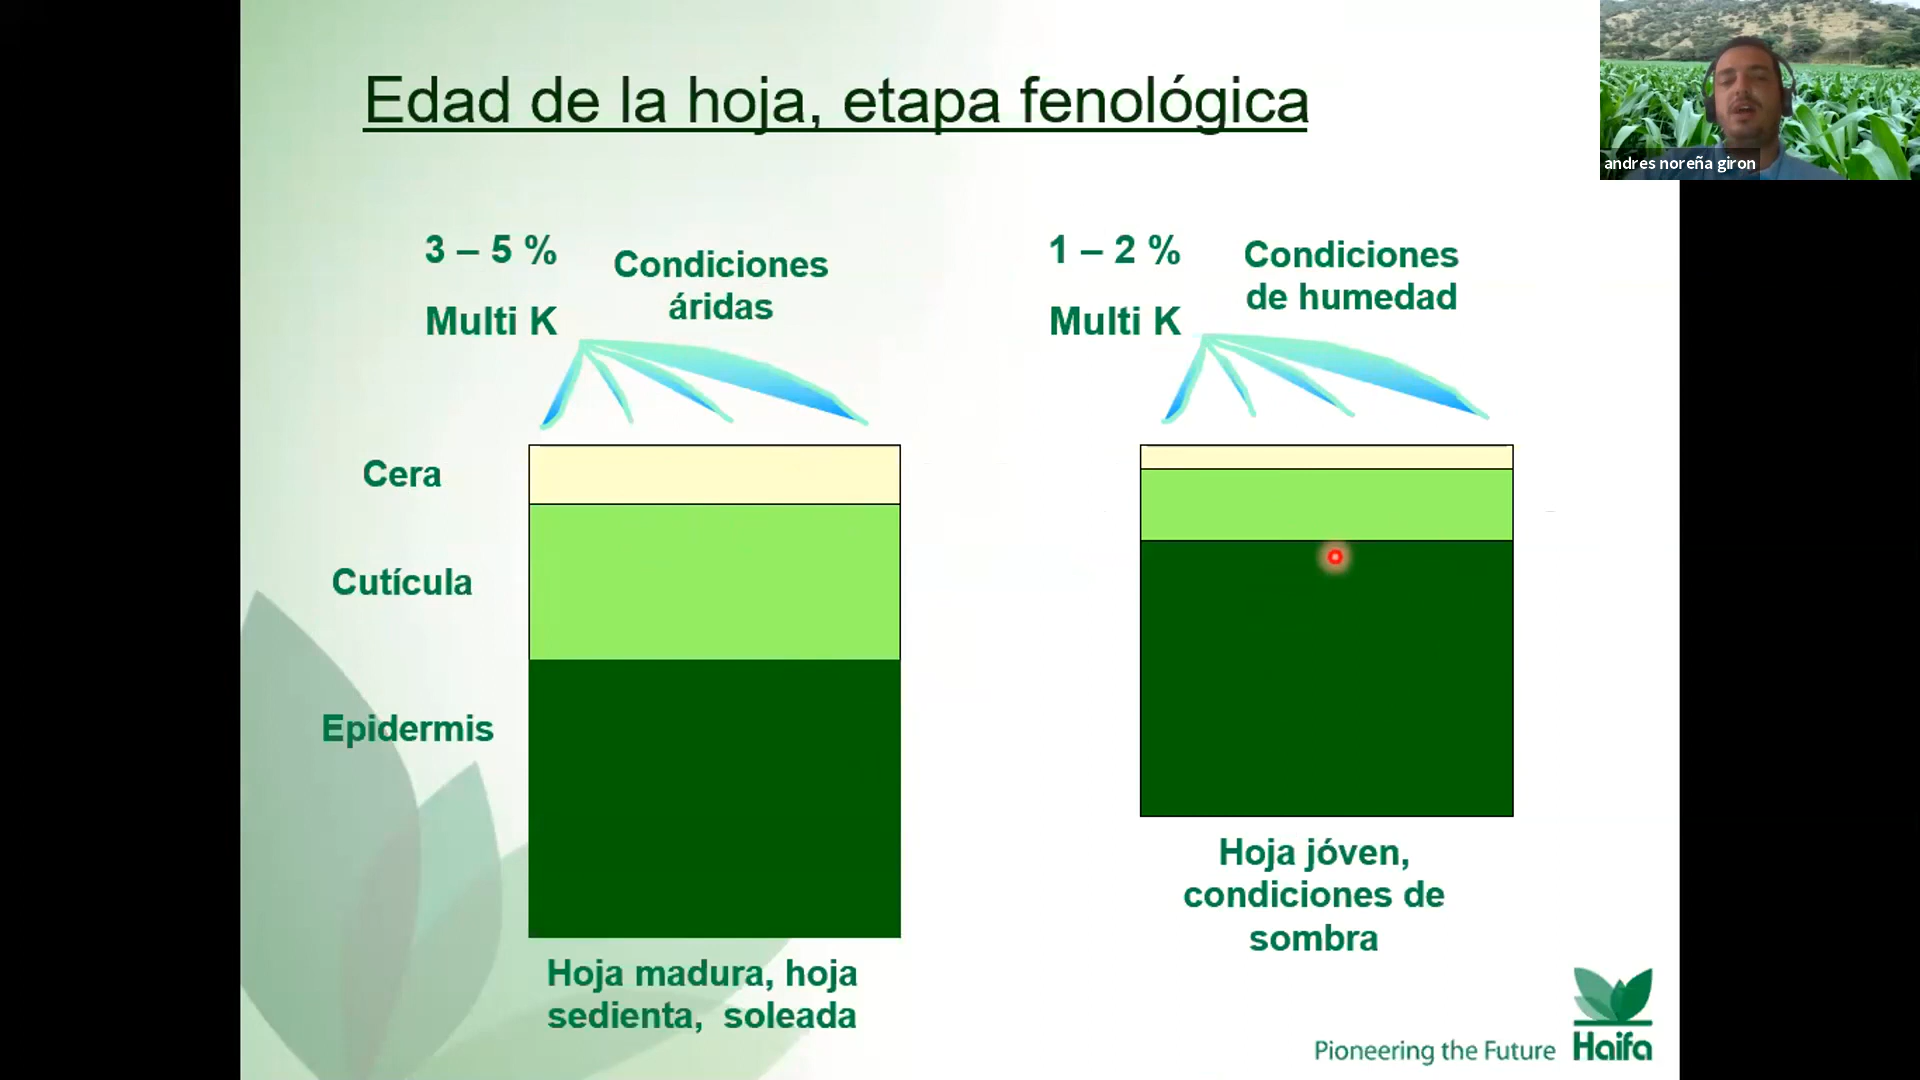 Edad de la hoja, etapa fenológica
andres noreña giron
3 – 5 %
Multi K
Condiciones
áridas
1 – 2 %
Multi K
Condiciones
de humedad
Cera
Cutícula
Epidermis
Hoja madura, hoja
sedienta, soleada
Hoja jóven,
condiciones de
sombra
Pioneering the Future
Haifa